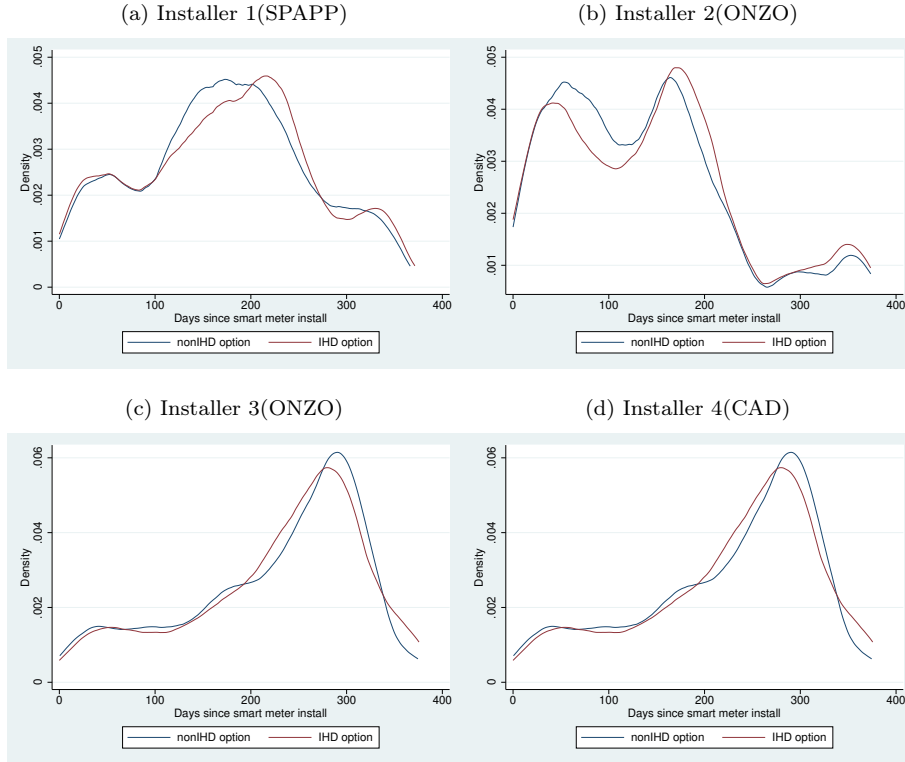 (a) Installer 1(SPAPP)
Density
0 .001 .002 .003 .004 .005
0 100 200 300 400
Days since smart meter install
nonIHD option IHD option
(b) Installer 2(ONZO)
Density
.001 .002 .003 .004 .005
0 100 200 300 400
Days since smart meter install
nonIHD option IHD option
(c) Installer 3(ONZO)
Density
0 .002 .004 .006
0 100 200 300 400
Days since smart meter install
nonIHD option IHD option
(d) Installer 4(CAD)
Density
0 .002 .004 .006
0 100 200 300 400
Days since smart meter install
nonIHD option IHD option